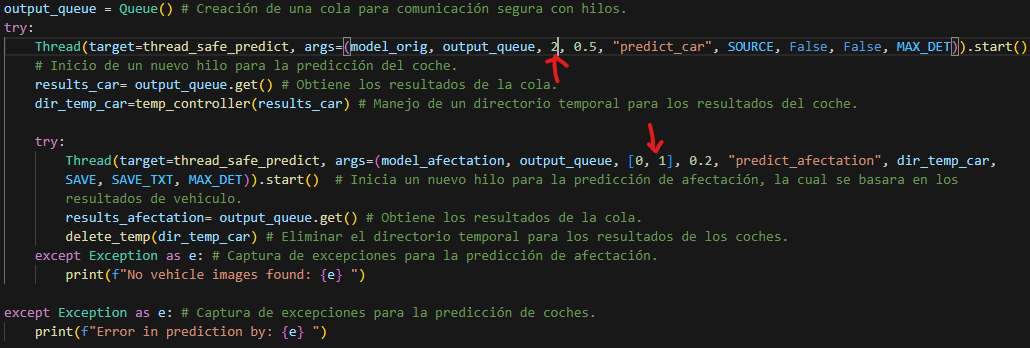 output_queue = Queue() # Creación de una cola para comunicación segura con hilos.
try:
    Thread(target=thread_safe_predict, args=(model_orig, output_queue, 2, 0.5, "predict_car", SOURCE, False, False, MAX_DET)).start()
    # Inicio de un nuevo hilo para la predicción del coche.
    results_car= output_queue.get() # Obtiene los resultados de la cola.
    dir_temp_car=temp_controller(results_car) # Manejo de un directorio temporal para los resultados del coche.
    try:
        Thread(target=thread_safe_predict, args=(model_afectation, output_queue, [0, 1], 0.2, "predict_afectation", dir_temp_car,
        SAVE, SAVE_TXT, MAX_DET)).start()  # Inicia un nuevo hilo para la predicción de afectación, la cual se basara en los
        resultados de vehiculo.
        results_afectation= output_queue.get() # Obtiene los resultados de la cola.
        delete_temp(dir_temp_car) # Eliminar el directorio temporal para los resultados de los coches.
    except Exception as e: # Captura de excepciones para la predicción de afectación.
        print(f"No vehicle images found: {e} ")
except Exception as e: # Captura de excepciones para la predicción de coches.
    print(f"Error in prediction by: {e} ")